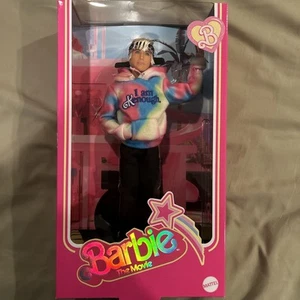 B
I am
Kenough.
Barbie
The Movie
MATTEL